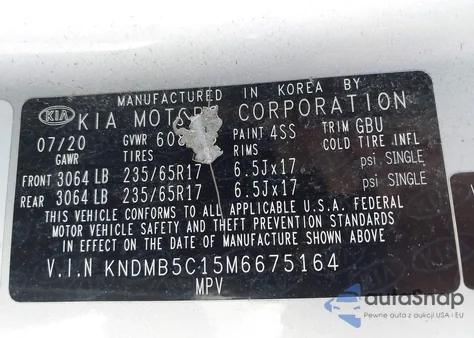 MANUFACTURED IN KOREA BY
KIA KIA MOTORS CORPORATION
07/20 GVWR PAINT 4SS TRIM GBU
GAWR TIRES RIMS COLD TIRE INFL
FRONT 3064 LB 235/65R17 6.5Jx17 psi SINGLE
REAR 3064 LB 235/65R17 6.5Jx17 psi SINGLE
THIS VEHICLE CONFORMS TO ALL APPLICABLE U.S.A. FEDERAL
MOTOR VEHICLE SAFETY AND THEFT PREVENTION STANDARDS
IN EFFECT ON THE DATE OF MANUFACTURE SHOWN ABOVE
V.I.N KNDMB5C15M6675164
MPV
autoSnap
Pewne auta z aukcji USA i EU